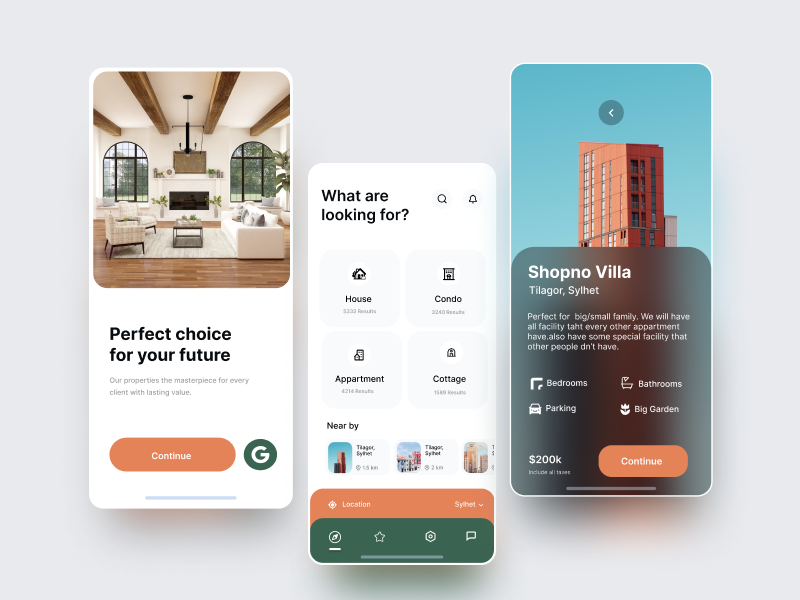 Perfect choice
for your future
Our properties the masterpiece for every
client with lasting value.
Continue
G
What are
looking for?
House
5332 Results
Condo
3240 Results
Appartment
4214 Results
Cottage
1589 Results
Near by
Tilagor,
Sylhet
1.5 km
Tilagor,
Sylhet
2 km
Location
Sylhet
Shopno Villa
Tilagor, Sylhet
Perfect for big/small family. We will have
all facility taht every other appartment
have.also have some special facility that
other people dn't have.
Bedrooms
Bathrooms
Parking
Big Garden
$200k
Include all taxes
Continue